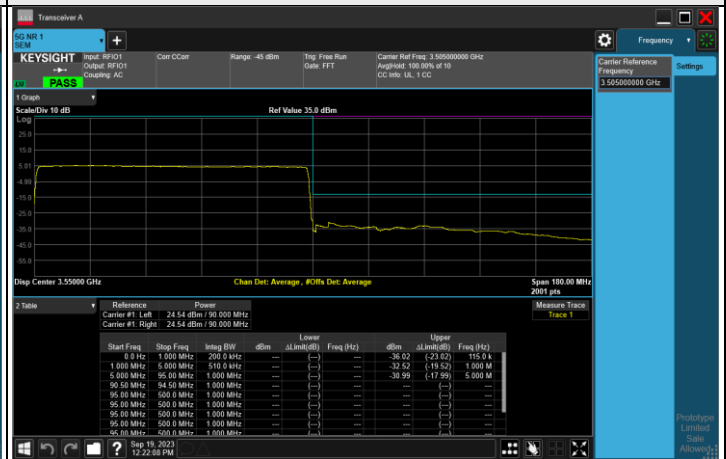 Transceiver A
5G NR 1
SEM
Frequency
KEYSIGHT Input: RFIO1 Corr CCorr Range: -45 dBm Trig: Free Run Carrier Ref Freq: 3.505000000 GHz
Output: RFIO1 Gate: FFT Avg|Hold: 100.00% of 10
Coupling: AC CC Info: UL, 1 CC
PASS
Carrier Reference
Frequency
3.505000000 GHz
Settings
1 Graph
Scale/Div 10 dB Ref Value 35.0 dBm
Log
25.0
15.0
5.01
-4.99
-15.0
-25.0
-35.0
-45.0
-55.0
Disp Center 3.55000 GHz Chan Det: Average, #Offs Det: Average Span 180.00 MHz
2001 pts
2 Table Reference Power Measure Trace
Carrier #1: Left 24.54 dBm / 90.000 MHz Trace 1
Carrier #1: Right 24.54 dBm / 90.000 MHz
Lower Upper
Start Freq Stop Freq Integ BW dBm ΔLimit(dB) Freq (Hz) dBm ΔLimit(dB) Freq (Hz)
0.0 Hz 1.000 MHz 200.0 kHz --- (---) --- -36.02 (-23.02) 115.0 k
1.000 MHz 5.000 MHz 510.0 kHz --- (---) --- -32.52 (-19.52) 1.000 M
5.000 MHz 95.00 MHz 1.000 MHz --- (---) --- -30.99 (-17.99) 5.000 M
90.50 MHz 94.50 MHz 1.000 MHz --- (---) --- --- (---) ---
95.00 MHz 500.0 MHz 1.000 MHz --- (---) --- --- (---) ---
95.00 MHz 500.0 MHz 1.000 MHz --- (---) --- --- (---) ---
95.00 MHz 500.0 MHz 1.000 MHz --- (---) --- --- (---) ---
95.00 MHz 500.0 MHz 1.000 MHz --- (---) --- --- (---) ---
95.00 MHz 500.0 MHz 1.000 MHz --- (---) --- --- (---) ---
Prototype
Limited
Sale
Allowed
Sep 19, 2023
12:22:08 PM